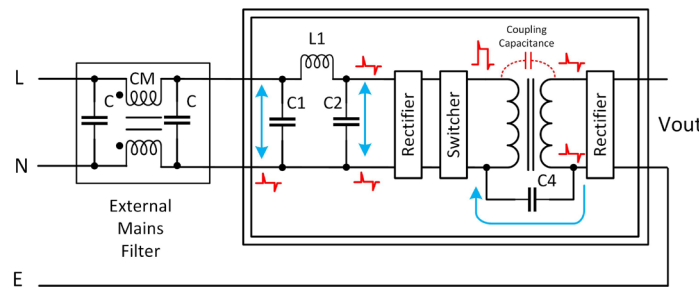 L1
Coupling
Capacitance
L
CM
C
C
C1
C2
Rectifier
Switcher
Rectifier
Vout
N
C4
External
Mains
Filter
E